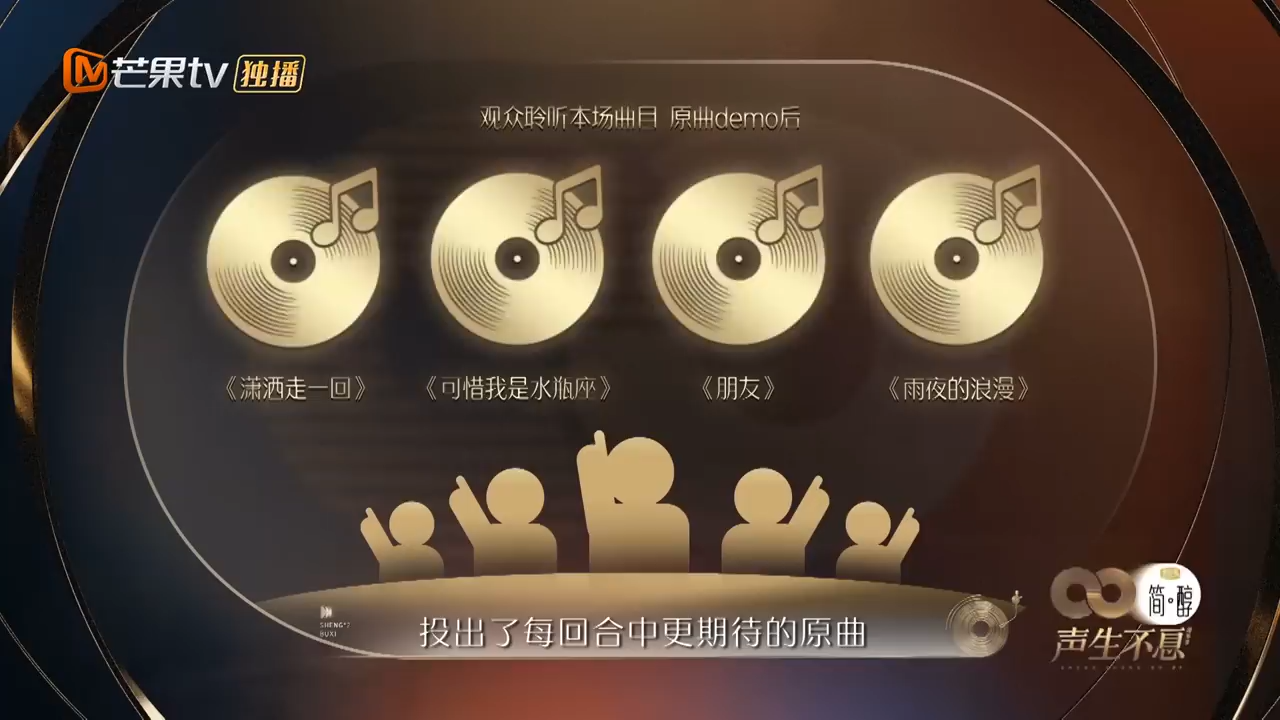 芒果tv 独播
观众聆听本场曲目 原曲demo后
《潇洒走一回》 《可惜我是水瓶座》 《朋友》 《雨夜的浪漫》
SHENG*
BUXI
投出了每回合中更期待的原曲
简·醇
声生不息